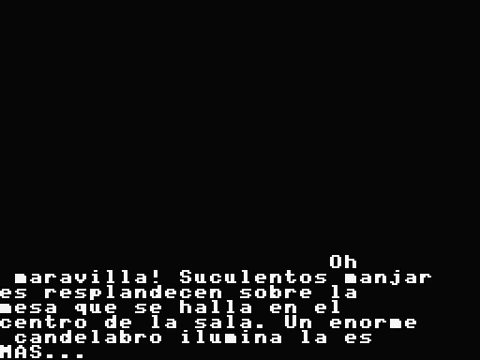 Oh
maravilla! Suculentos manjar
es resplandecen sobre la
mesa que se halla en el
centro de la sala. Un enorme
candelabro ilumina la es
MAS...